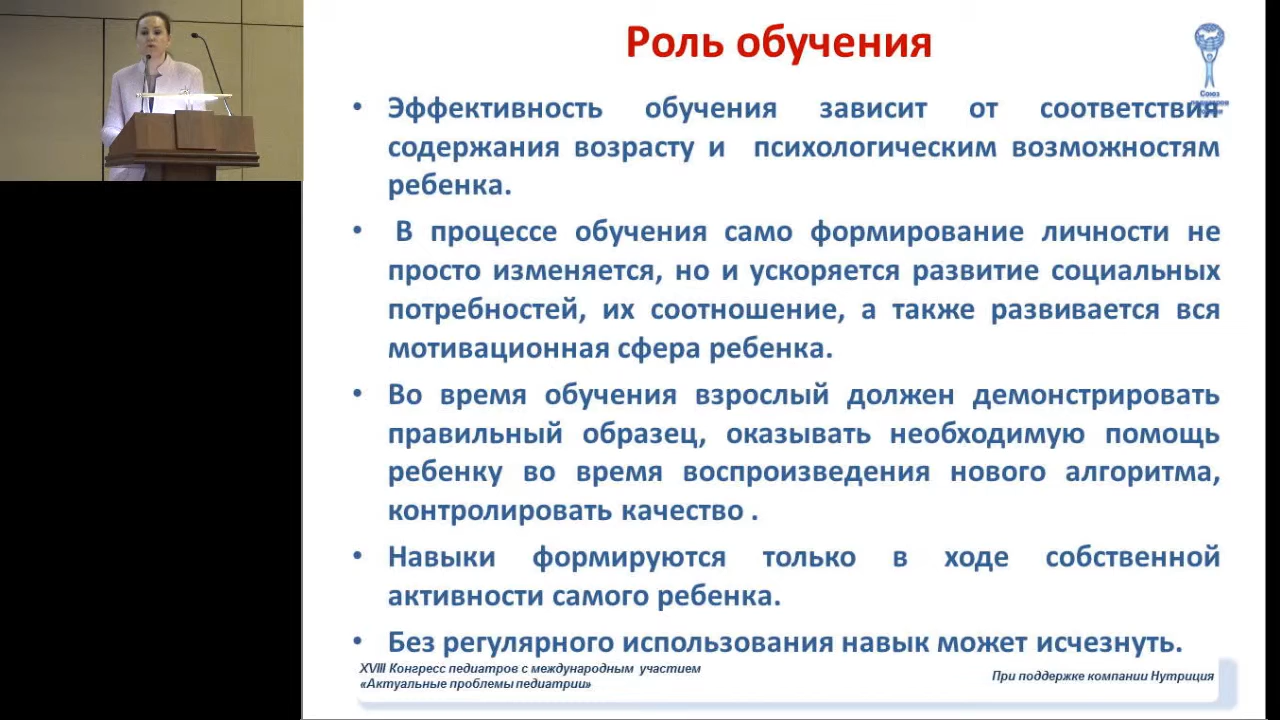 Роль обучения
Союз
• Эффективность обучения зависит от соответствия
содержания возрасту и психологическим возможностям
ребенка.
• В процессе обучения само формирование личности не
просто изменяется, но и ускоряется развитие социальных
потребностей, их соотношение, а также развивается вся
мотивационная сфера ребенка.
• Во время обучения взрослый должен демонстрировать
правильный образец, оказывать необходимую помощь
ребенку во время воспроизведения нового алгоритма,
контролировать качество .
• Навыки формируются только в ходе собственной
активности самого ребенка.
• Без регулярного использования навык может исчезнуть.
XVIII Конгресс педиатров с международным участием
«Актуальные проблемы педиатрии»
При поддержке компании Нутриция